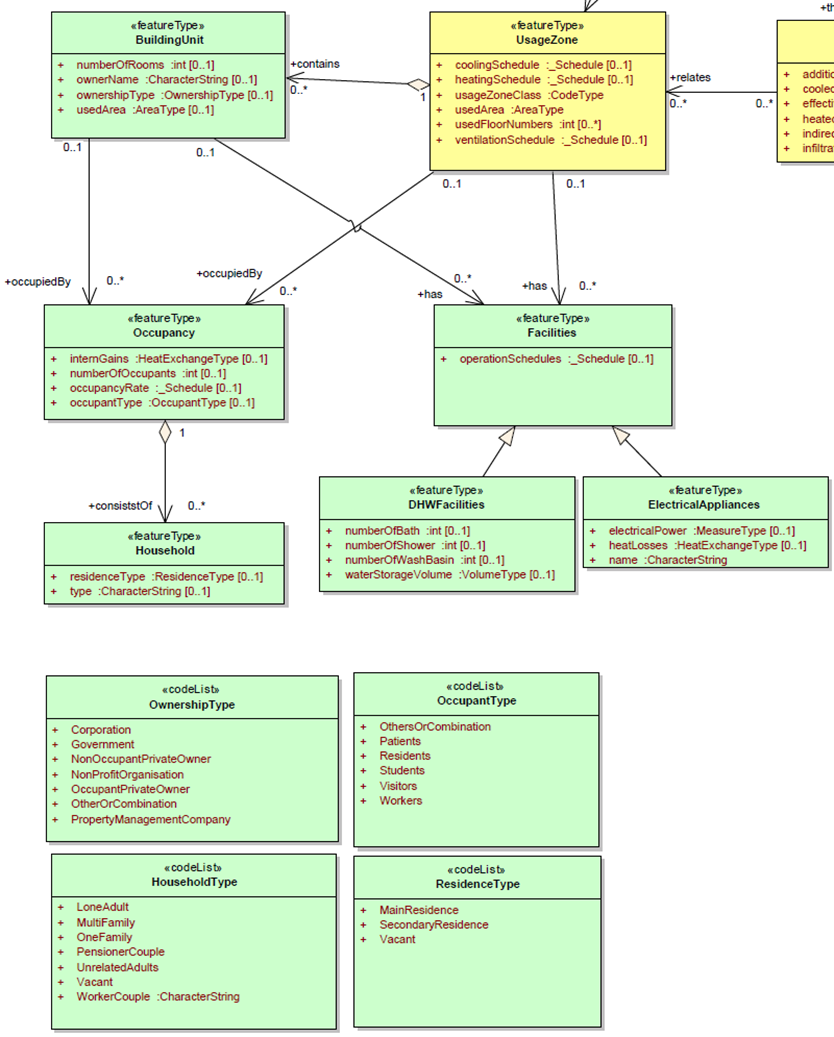 +th
«featureType»
BuildingUnit
+ numberOfRooms :int [0..1]
+ ownerName :CharacterString [0..1]
+ ownershipType :OwnershipType [0..1]
+ usedArea :AreaType [0..1]
+contains
0..*
1
«featureType»
UsageZone
+ coolingSchedule :_Schedule [0..1]
+ heatingSchedule :_Schedule [0..1]
+ usageZoneClass :CodeType
+ usedArea :AreaType
+ usedFloorNumbers :int [0..*]
+ ventilationSchedule :_Schedule [0..1]
+relates
0..*
0..*
+ additio
+ cooled
+ effecti
+ heated
+ indirec
+ infiltra
0..1
0..1
0..1
0..1
+occupiedBy
0..*
+occupiedBy
0..*
0..*
+has
+has
0..*
«featureType»
Occupancy
+ internGains :HeatExchangeType [0..1]
+ numberOfOccupants :int [0..1]
+ occupancyRate :_Schedule [0..1]
+ occupantType :OccupantType [0..1]
«featureType»
Facilities
+ operationSchedules :_Schedule [0..1]
1
+consiststOf
0..*
«featureType»
Household
+ residenceType :ResidenceType [0..1]
+ type :CharacterString [0..1]
«featureType»
DHWFacilities
+ numberOfBath :int [0..1]
+ numberOfShower :int [0..1]
+ numberOfWashBasin :int [0..1]
+ waterStorageVolume :VolumeType [0..1]
«featureType»
ElectricalAppliances
+ electricalPower :MeasureType [0..1]
+ heatLosses :HeatExchangeType [0..1]
+ name :CharacterString
«codeList»
OwnershipType
+ Corporation
+ Government
+ NonOccupantPrivateOwner
+ NonProfitOrganisation
+ OccupantPrivateOwner
+ OtherOrCombination
+ PropertyManagementCompany
«codeList»
OccupantType
+ OthersOrCombination
+ Patients
+ Residents
+ Students
+ Visitors
+ Workers
«codeList»
HouseholdType
+ LoneAdult
+ MultiFamily
+ OneFamily
+ PensionerCouple
+ UnrelatedAdults
+ Vacant
+ WorkerCouple :CharacterString
«codeList»
ResidenceType
+ MainResidence
+ SecondaryResidence
+ Vacant